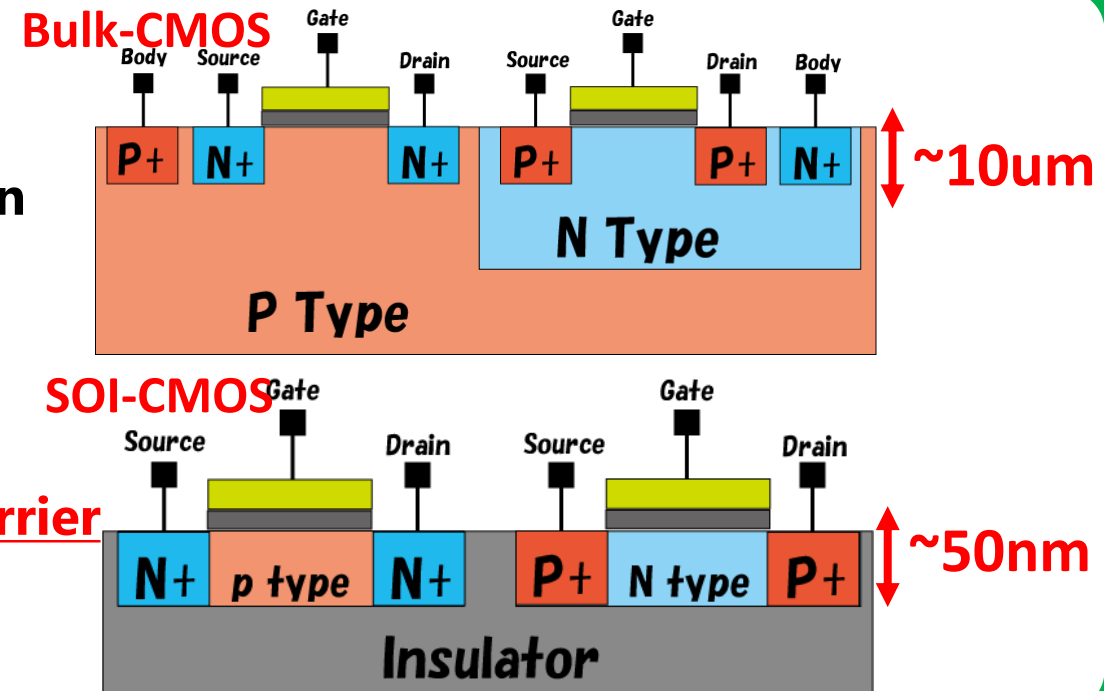 Bulk-CMOS
Gate
Gate
Body Source Drain Source Drain Body
P+ N+ N+ P+ P+ N+
~10um
n
N Type
P Type
SOI-CMOS
Gate
Gate
Source Drain Source Drain
rrier
~50nm
N+ p type N+ P+ N type P+
Insulator